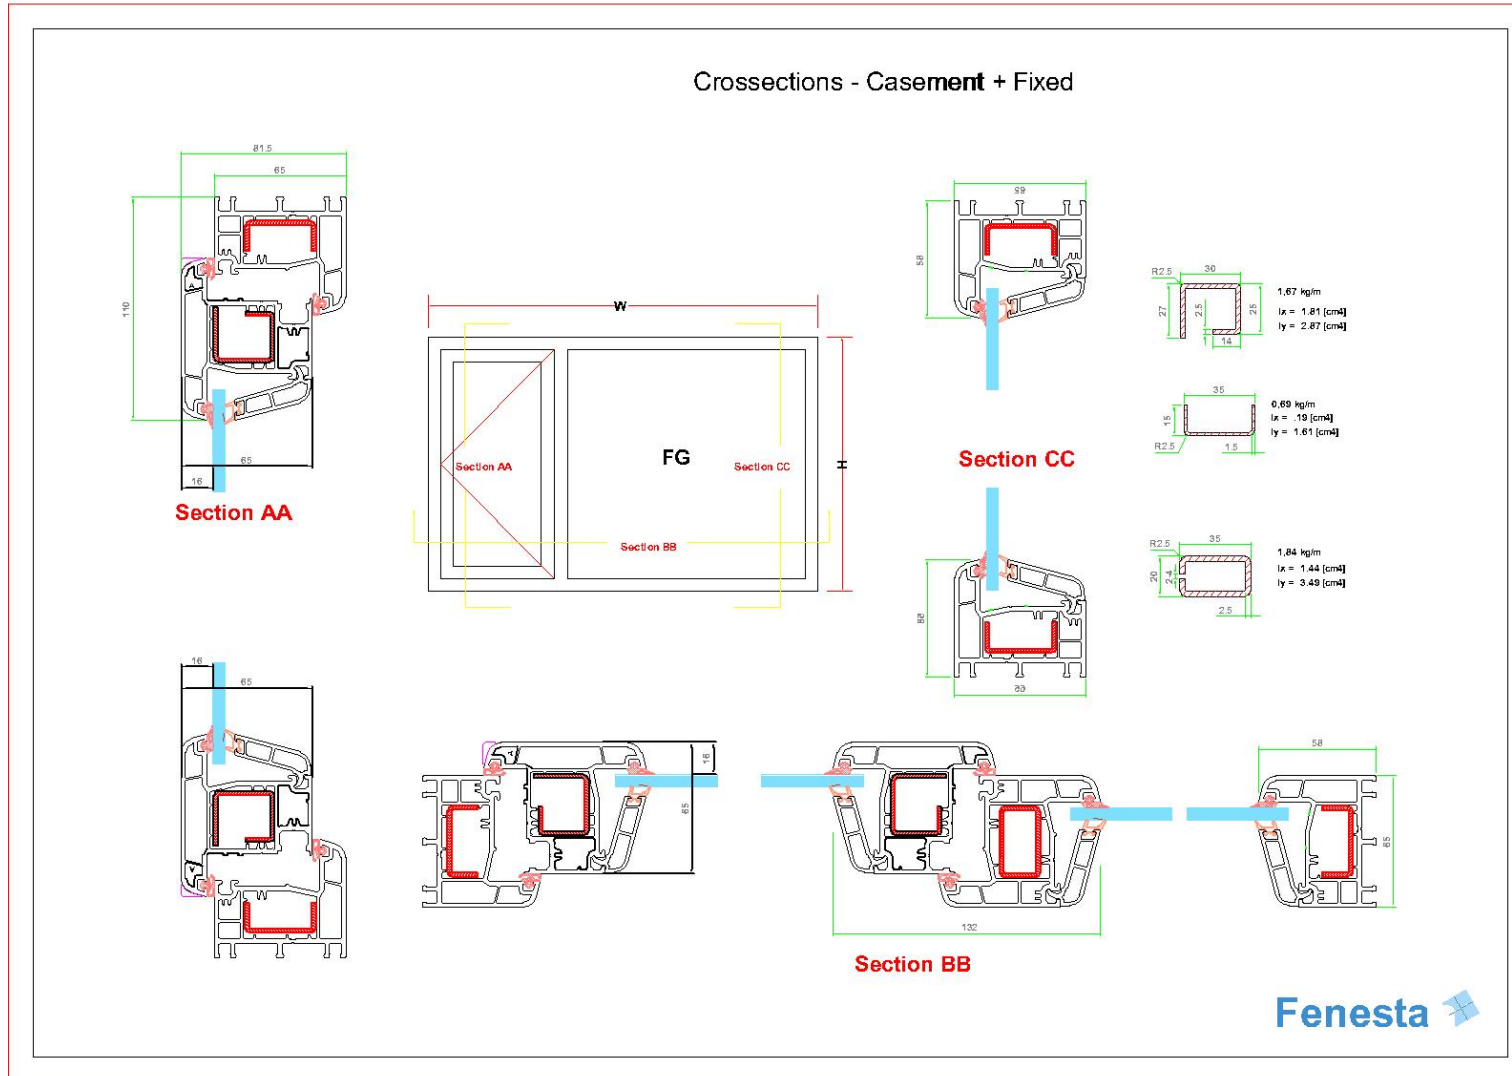 Crossections - Casement + Fixed
81.5
65
110
65
16
Section AA
W
H
FG
Section AA
Section CC
Section BB
65
58
Section CC
88
66
R2.5
30
27
2.5
25
14
1,67 kg/m
Ix = 1.81 [cm4]
Iy = 2.87 [cm4]
35
15
R2.5
1.5
0,69 kg/m
Ix = .19 [cm4]
Iy = 1.61 [cm4]
R2.5
35
20
2.4
2.5
1,84 kg/m
Ix = 1.44 [cm4]
Iy = 3.49 [cm4]
16
65
A
A
A
16
65
132
58
65
Section BB
Fenesta